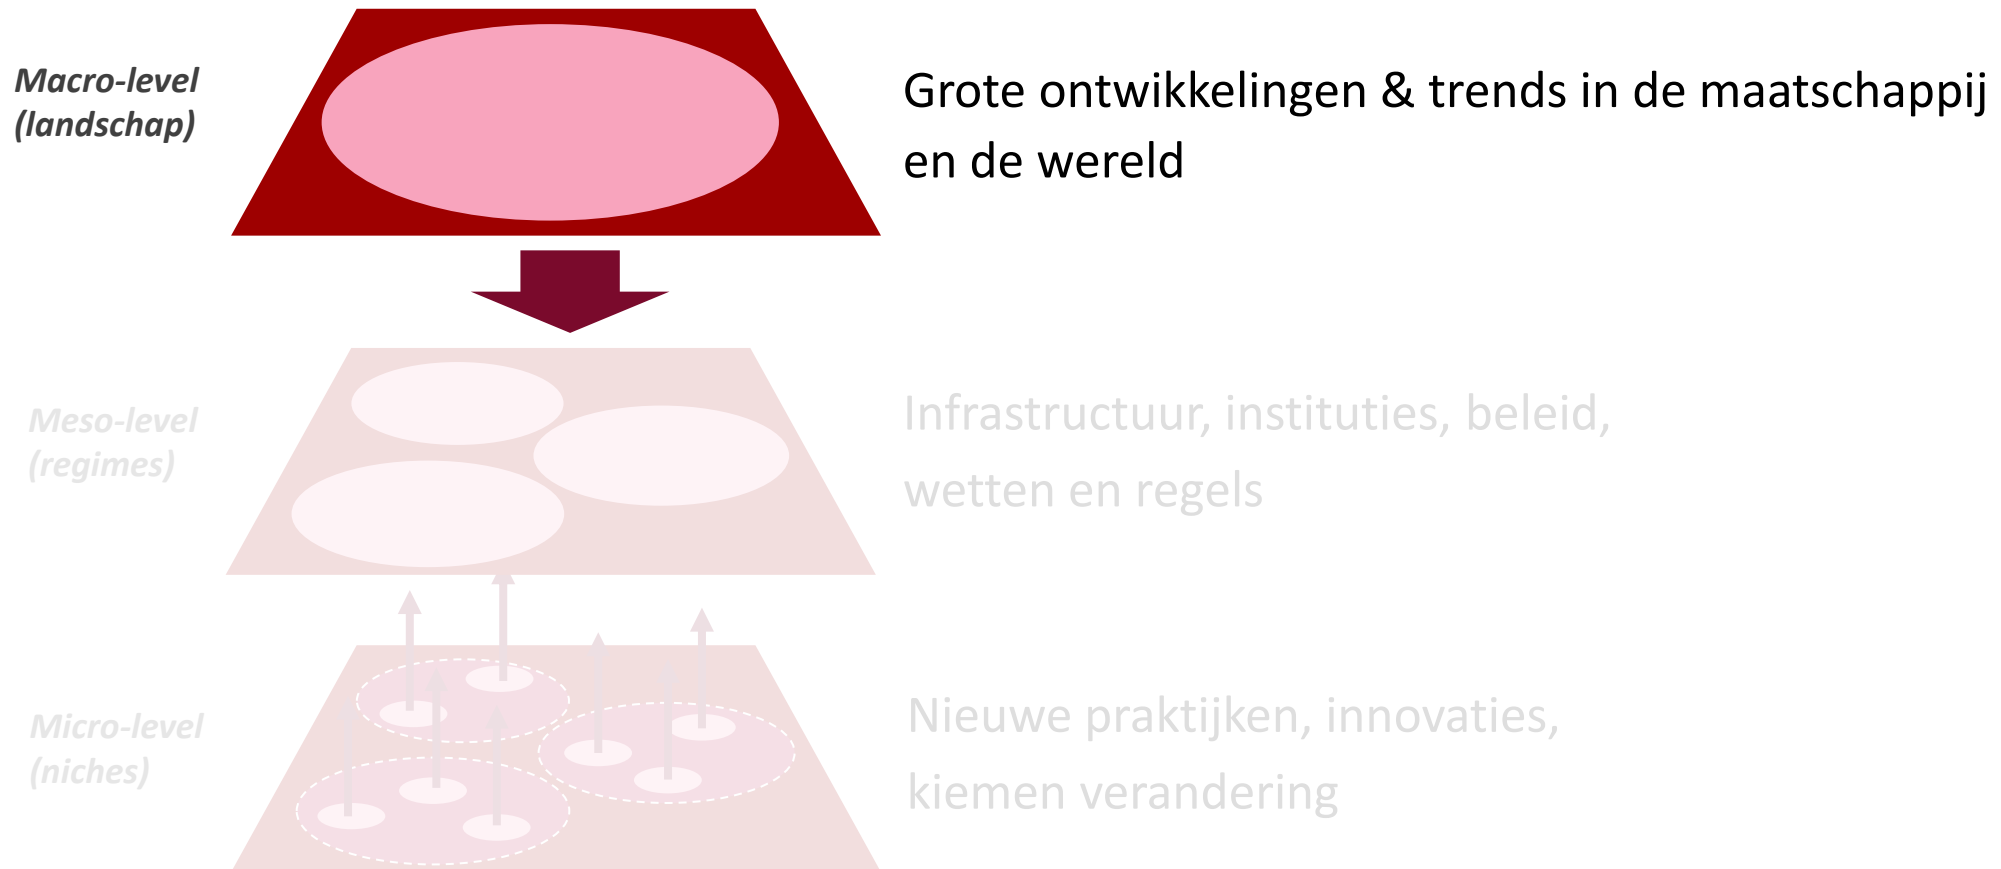 Macro-level
(landschap)
Grote ontwikkelingen & trends in de maatschappij
en de wereld
Meso-level
(regimes)
Infrastructuur, instituties, beleid,
wetten en regels
Micro-level
(niches)
Nieuwe praktijken, innovaties,
kiemen verandering